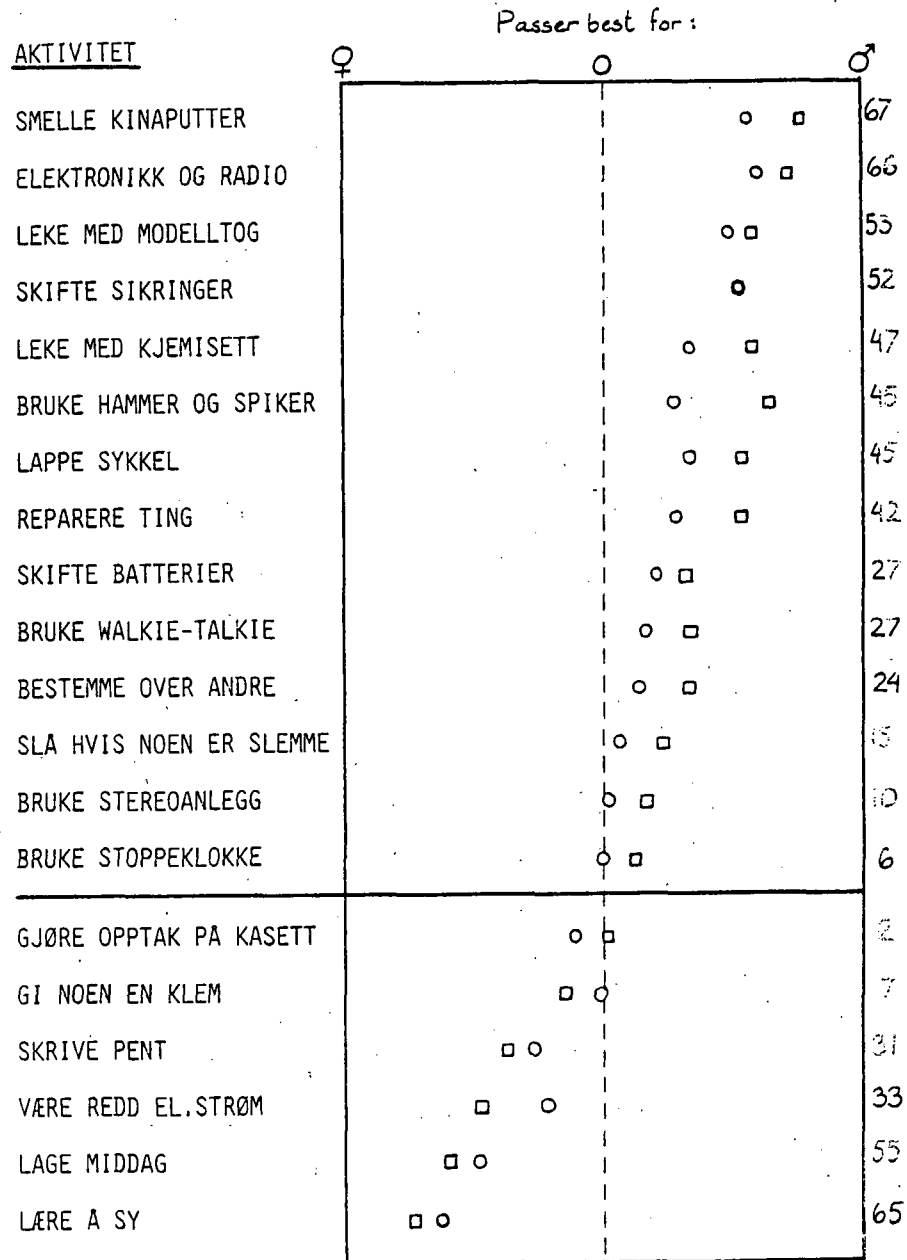 Passer best for:
AKTIVITET ♀ 0 ♂
SMELLE KINAPUTTER 67
ELEKTRONIKK OG RADIO 66
LEKE MED MODELLTOG 53
SKIFTE SIKRINGER 52
LEKE MED KJEMISETT 47
BRUKE HAMMER OG SPIKER 45
LAPPE SYKKEL 45
REPARERE TING 42
SKIFTE BATTERIER 27
BRUKE WALKIE-TALKIE 27
BESTEMME OVER ANDRE 24
SLÅ HVIS NOEN ER SLEMME 15
BRUKE STEREOANLEGG 10
BRUKE STOPPEKLOKKE 6
GJØRE OPPTAK PÅ KASETT 2
GI NOEN EN KLEM 7
SKRIVE PENT 31
VÆRE REDD EL.STRØM 33
LAGE MIDDAG 55
LÆRE Å SY 65